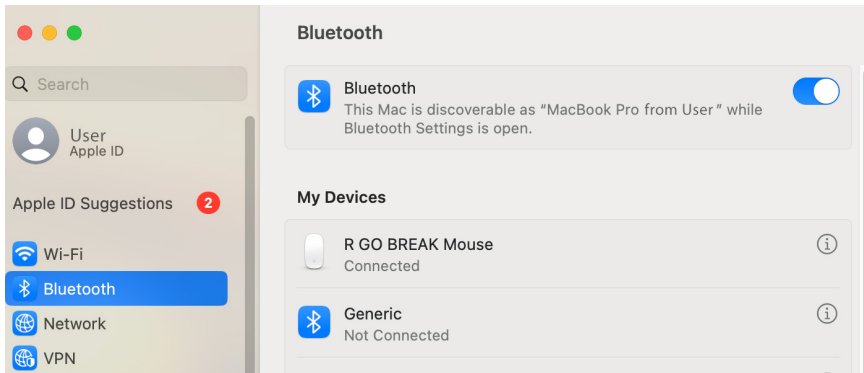 Bluetooth
Search
User
Apple ID
Apple ID Suggestions
2
Wi-Fi
Bluetooth
Network
VPN
Bluetooth
This Mac is discoverable as “MacBook Pro from User” while
Bluetooth Settings is open.
My Devices
R GO BREAK Mouse
Connected
Generic
Not Connected